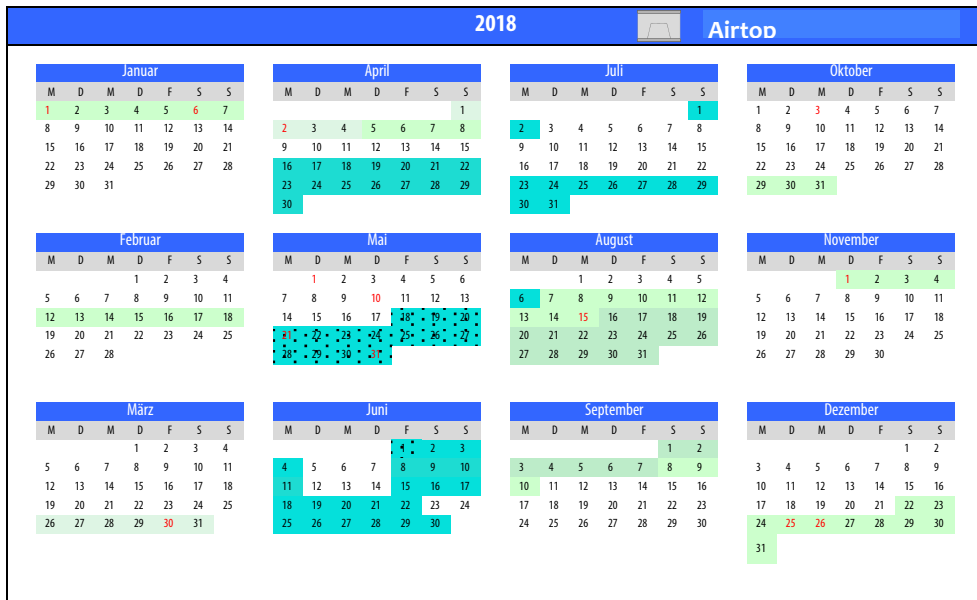 2018
Airtop
Januar
M D M D F S S
1 2 3 4 5 6 7
8 9 10 11 12 13 14
15 16 17 18 19 20 21
22 23 24 25 26 27 28
29 30 31
Februar
M D M D F S S
1 2 3 4
5 6 7 8 9 10 11
12 13 14 15 16 17 18
19 20 21 22 23 24 25
26 27 28
März
M D M D F S S
1 2 3 4
5 6 7 8 9 10 11
12 13 14 15 16 17 18
19 20 21 22 23 24 25
26 27 28 29 30 31
April
M D M D F S S
1
2 3 4 5 6 7 8
9 10 11 12 13 14 15
16 17 18 19 20 21 22
23 24 25 26 27 28 29
30
Mai
M D M D F S S
1 2 3 4 5 6
7 8 9 10 11 12 13
14 15 16 17 18 19 20
21 22 23 24 25 26 27
28 29 30 31
Juni
M D M D F S S
1 2 3
4 5 6 7 8 9 10
11 12 13 14 15 16 17
18 19 20 21 22 23 24
25 26 27 28 29 30
Juli
M D M D F S S
1
2 3 4 5 6 7 8
9 10 11 12 13 14 15
16 17 18 19 20 21 22
23 24 25 26 27 28 29
30 31
August
M D M D F S S
1 2 3 4 5
6 7 8 9 10 11 12
13 14 15 16 17 18 19
20 21 22 23 24 25 26
27 28 29 30 31
September
M D M D F S S
1 2
3 4 5 6 7 8 9
10 11 12 13 14 15 16
17 18 19 20 21 22 23
24 25 26 27 28 29 30
Oktober
M D M D F S S
1 2 3 4 5 6 7
8 9 10 11 12 13 14
15 16 17 18 19 20 21
22 23 24 25 26 27 28
29 30 31
November
M D M D F S S
1 2 3 4
5 6 7 8 9 10 11
12 13 14 15 16 17 18
19 20 21 22 23 24 25
26 27 28 29 30
Dezember
M D M D F S S
1 2
3 4 5 6 7 8 9
10 11 12 13 14 15 16
17 18 19 20 21 22 23
24 25 26 27 28 29 30
31